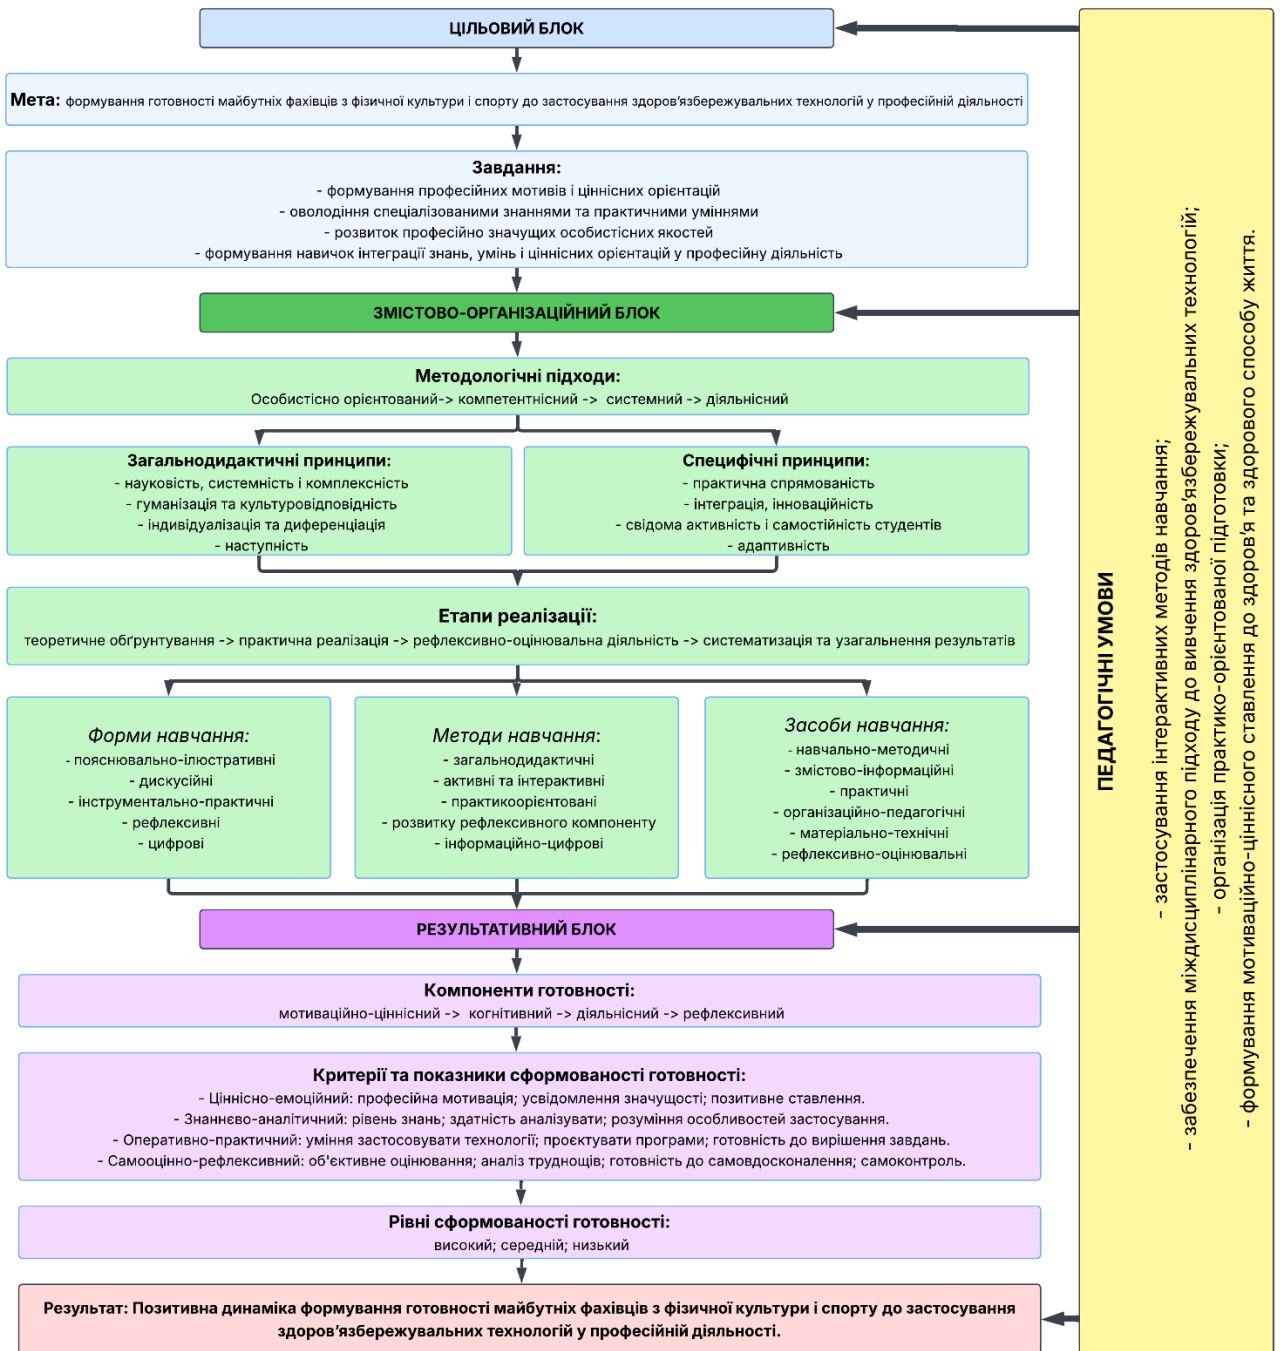 ЦІЛЬОВИЙ БЛОК
Мета: формування готовності майбутніх фахівців з фізичної культури і спорту до застосування здоров’язбережувальних технологій у професійній діяльності
Завдання:
- формування професійних мотивів і ціннісних орієнтацій
- оволодіння спеціалізованими знаннями та практичними уміннями
- розвиток професійно значущих особистісних якостей
- формування навичок інтеграції знань, умінь і ціннісних орієнтацій у професійну діяльність
ЗМІСТОВО-ОРГАНІЗАЦІЙНИЙ БЛОК
Методологічні підходи:
Особистісно орієнтований-> компетентнісний -> системний -> діяльнісний
Загальнодидактичні принципи:
- науковість, системність і комплексність
- гуманізація та культуровідповідність
- індивідуалізація та диференціація
- наступність
Специфічні принципи:
- практична спрямованість
- інтеграція, інноваційність
- свідома активність і самостійність студентів
- адаптивність
Етапи реалізації:
теоретичне обґрунтування -> практична реалізація -> рефлексивно-оцінювальна діяльність -> систематизація та узагальнення результатів
Форми навчання:
- пояснювально-ілюстративні
- дискусійні
- інструментально-практичні
- рефлексивні
- цифрові
Методи навчання:
- загальнодидактичні
- активні та інтерактивні
- практикоорієнтовані
- розвитку рефлексивного компоненту
- інформаційно-цифрові
Засоби навчання:
- навчально-методичні
- змістово-інформаційні
- практичні
- організаційно-педагогічні
- матеріально-технічні
- рефлексивно-оцінювальні
РЕЗУЛЬТАТИВНИЙ БЛОК
Компоненти готовності:
мотиваційно-ціннісний -> когнітивний -> діяльнісний -> рефлексивний
Критерії та показники сформованості готовності:
- Ціннісно-емоційний: професійна мотивація; усвідомлення значущості; позитивне ставлення.
- Знаннєво-аналітичний: рівень знань; здатність аналізувати; розуміння особливостей застосування.
- Оперативно-практичний: уміння застосовувати технології; проєктувати програми; готовність до вирішення завдань.
- Самооцінно-рефлексивний: об'єктивне оцінювання; аналіз труднощів; готовність до самовдосконалення; самоконтроль.
Рівні сформованості готовності:
високий; середній; низький
Результат: Позитивна динаміка формування готовності майбутніх фахівців з фізичної культури і спорту до застосування
здоров’язбережувальних технологій у професійній діяльності.
ПЕДАГОГІЧНІ УМОВИ
- застосування інтерактивних методів навчання;
- забезпечення міждисциплінарного підходу до вивчення здоров’язбережувальних технологій;
- організація практико-орієнтованої підготовки;
- формування мотиваційно-ціннісного ставлення до здоров’я та здорового способу життя.